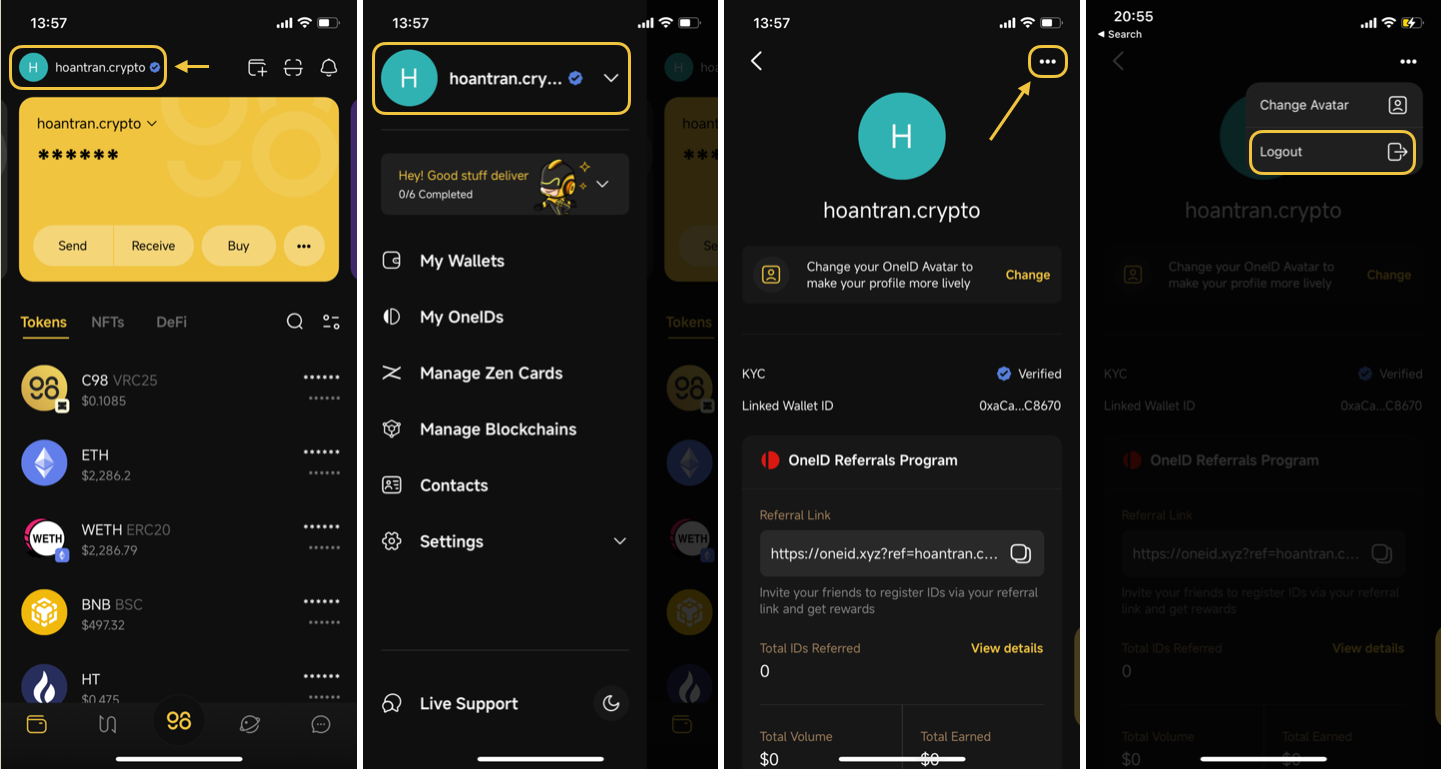 13:57
H hoantran.crypto
hoantran.crypto
******
Send Receive Buy
Tokens NFTs DeFi
C98 VRC25
$0.1085
ETH
$2,286.2
WETH
WETH ERC20
$2,286.79
BNB BSC
$497.32
HT
$0.475
98
13:57
H hoantran.cry...
Hey! Good stuff deliver
0/6 Completed
My Wallets
My OneIDs
Manage Zen Cards
Manage Blockchains
Contacts
Settings
Live Support
H hoa
hoant
***
Se
Tokens
98
WETH
13:57
H
hoantran.crypto
Change your OneID Avatar to
make your profile more lively
Change
KYC Verified
Linked Wallet ID 0xaCa...C8670
OneID Referrals Program
Referral Link
https://oneid.xyz?ref=hoantran.c...
Invite your friends to register IDs via your referral
link and get rewards
Total IDs Referred View details
0
Total Volume Total Earned
$0 $0
20:55
Search
Change Avatar
Logout
hoantran.crypto
Change your OneID Avatar to
make your profile more lively
Change
KYC Verified
Linked Wallet ID 0xaCa...C8670
OneID Referrals Program
Referral Link
https://oneid.xyz?ref=hoantran.c...
Invite your friends to register IDs via your referral
link and get rewards
Total IDs Referred View details
0
Total Volume Total Earned
$0 $0